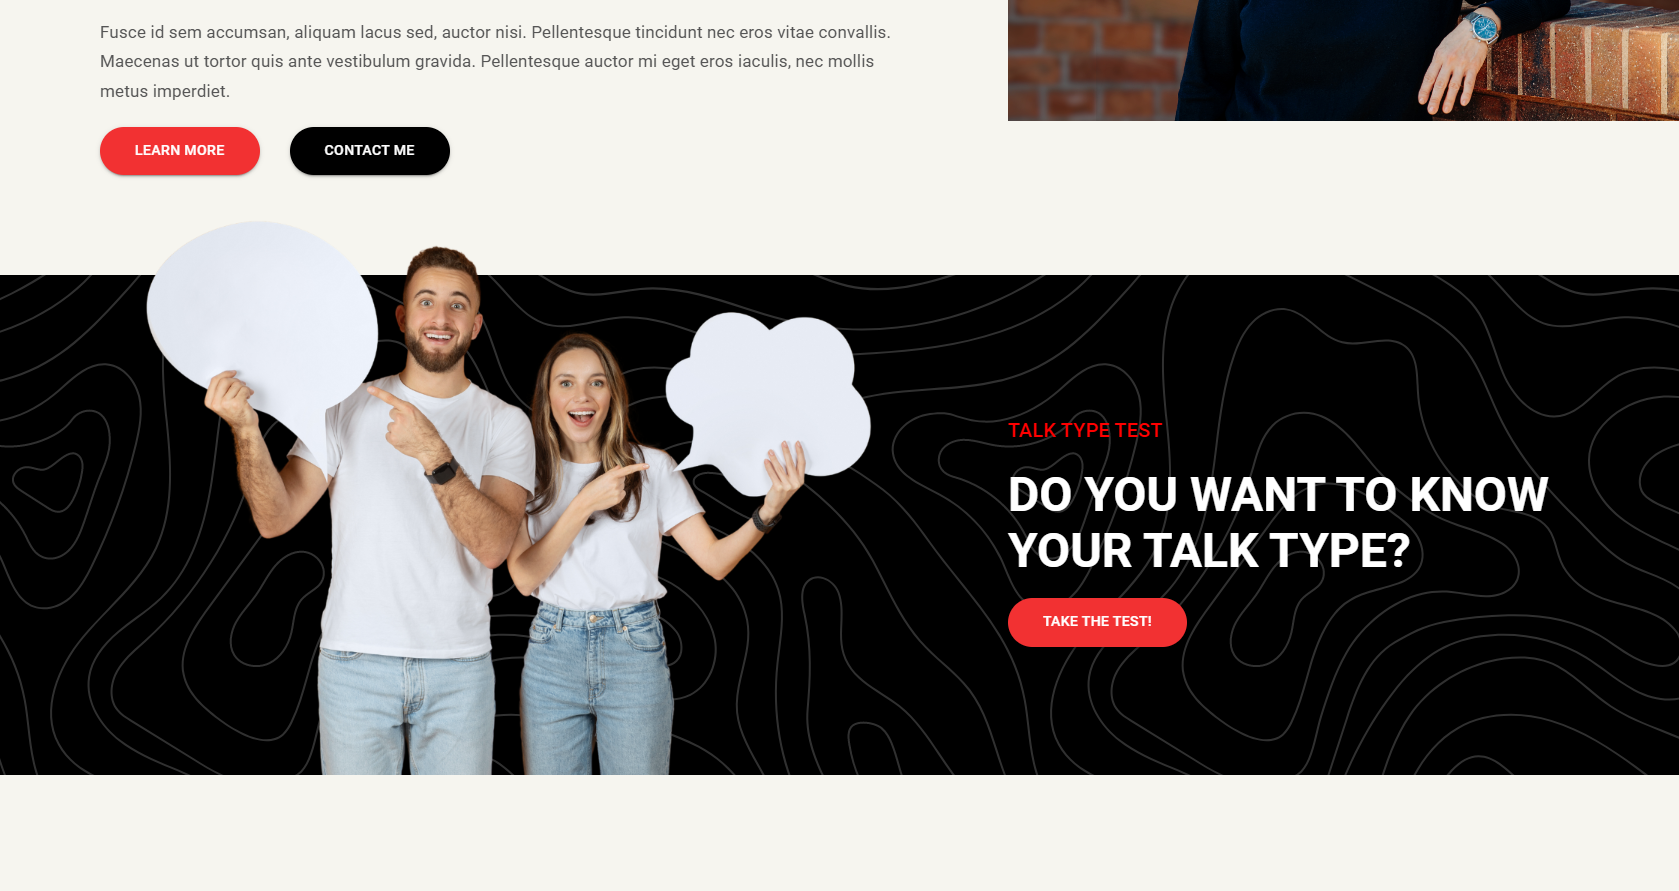 Fusce id sem accumsan, aliquam lacus sed, auctor nisi. Pellentesque tincidunt nec eros vitae convallis.
Maecenas ut tortor quis ante vestibulum gravida. Pellentesque auctor mi eget eros iaculis, nec mollis
metus imperdiet.
LEARN MORE
CONTACT ME
TALK TYPE TEST
DO YOU WANT TO KNOW
YOUR TALK TYPE?
TAKE THE TEST!